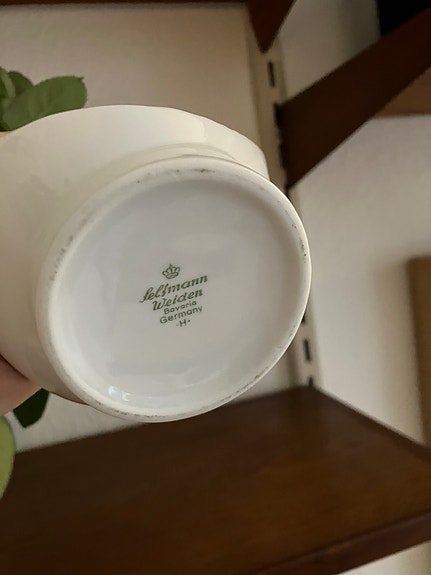 Seltmann
Weiden
Bavaria
Germany
·H·